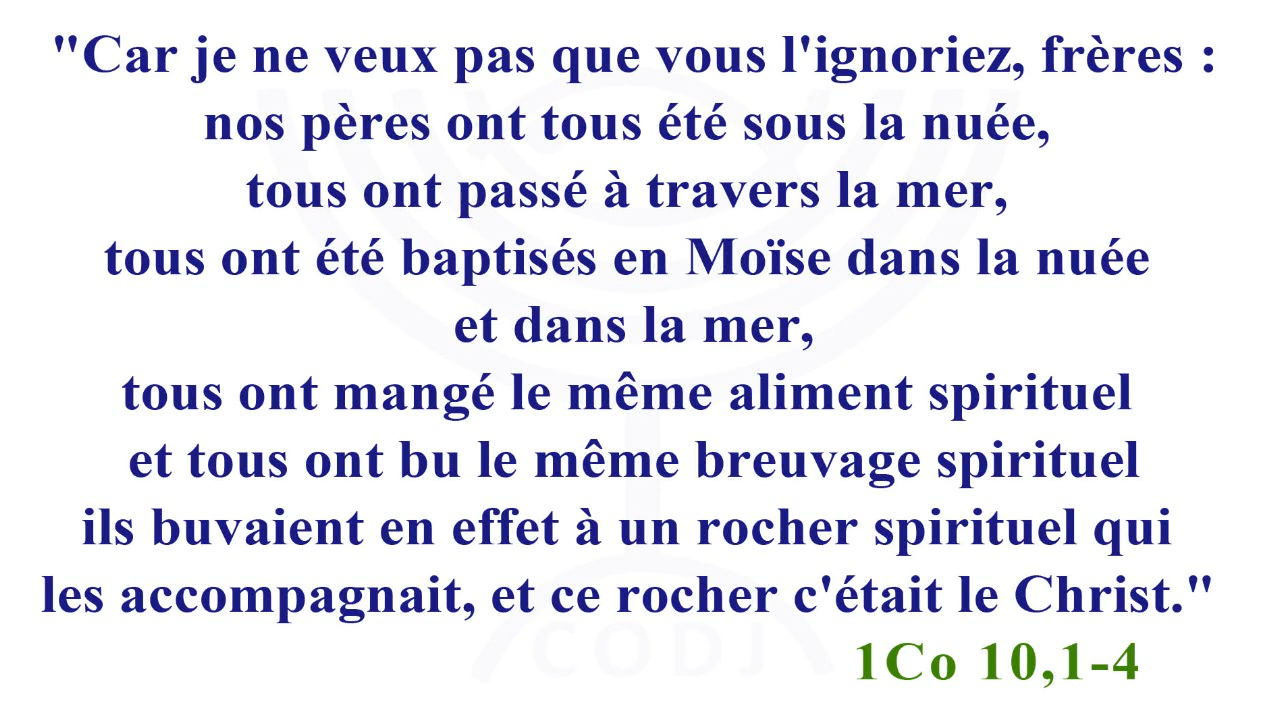 "Car je ne veux pas que vous l'ignoriez, frères :
nos pères ont tous été sous la nuée,
tous ont passé à travers la mer,
tous ont été baptisés en Moïse dans la nuée
et dans la mer,
tous ont mangé le même aliment spirituel
et tous ont bu le même breuvage spirituel
ils buvaient en effet à un rocher spirituel qui
les accompagnait, et ce rocher c'était le Christ."
CODJ
1Co 10,1-4